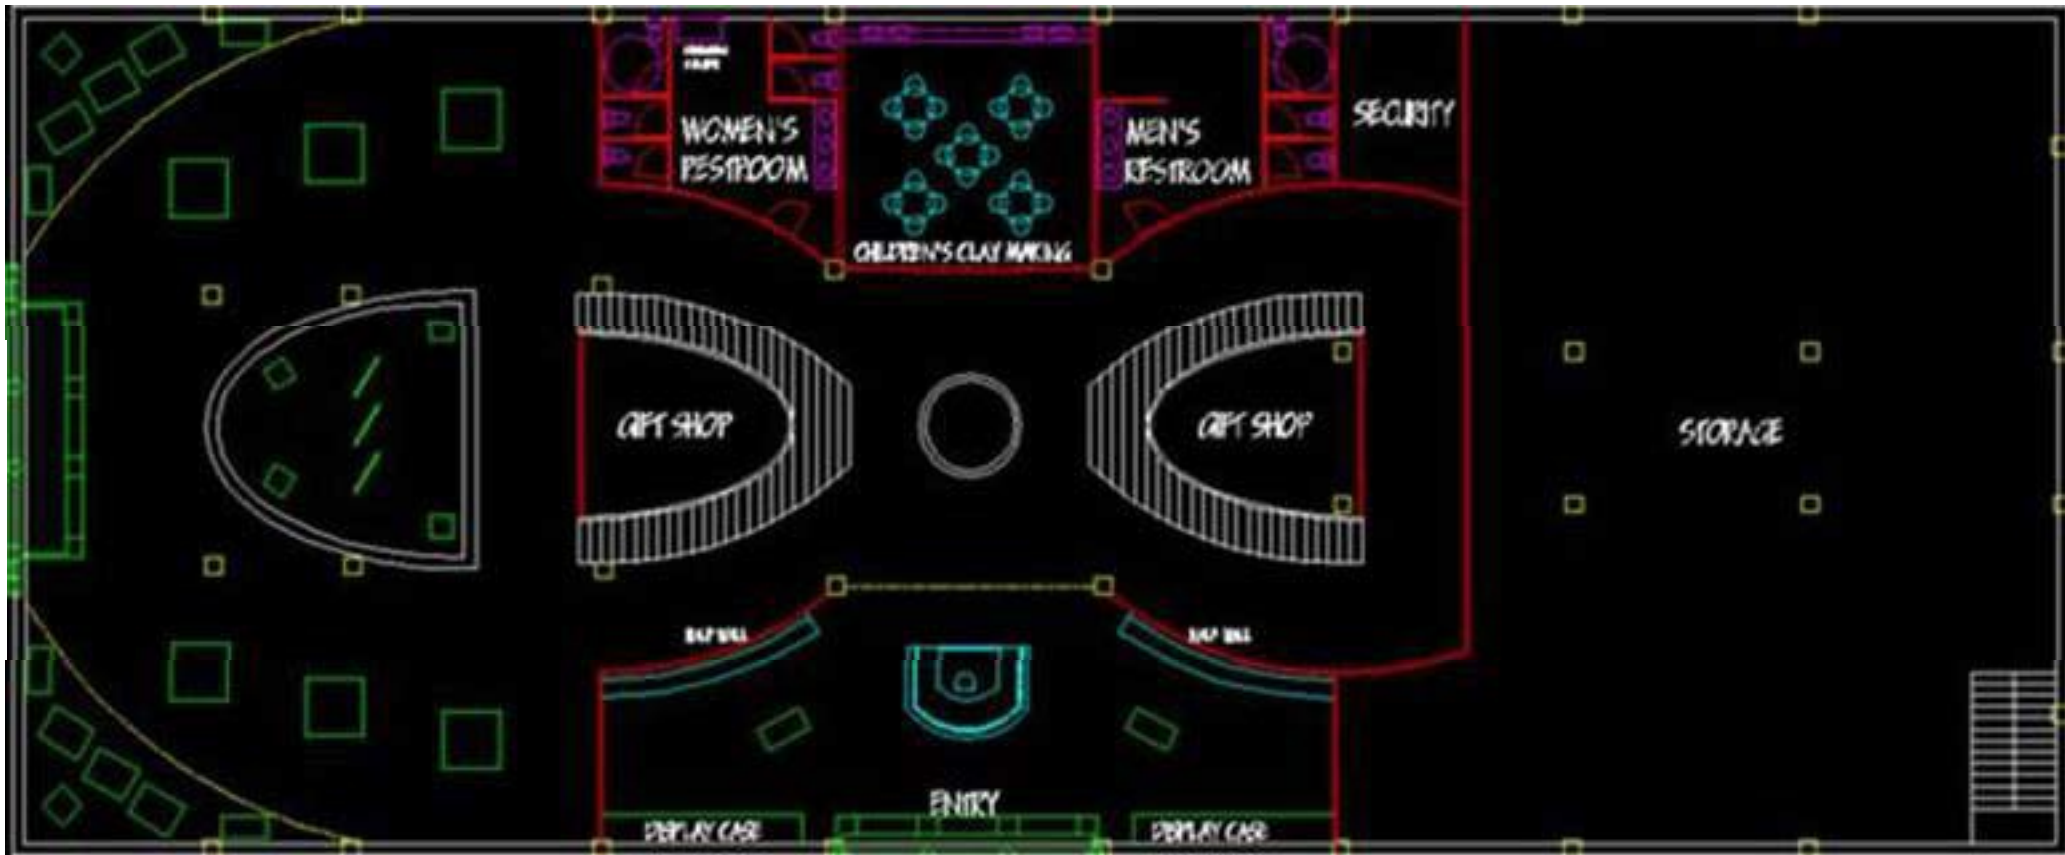 WOMEN'S
RESTROOM
MEN'S
RESTROOM
SECURITY
CHILDREN'S CLAY MAKING
GIFT SHOP
GIFT SHOP
STORAGE
ENTRY
DISPLAY CASE
DISPLAY CASE